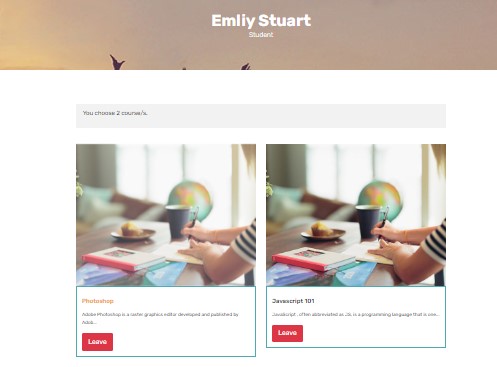 Emliy Stuart
Student
You choose 2 course/s.
Photoshop
Adobe Photoshop is a raster graphics editor developed and published by
Adob...
Leave
Javascript 101
JavaScript , often abbreviated as JS, is a programming language that is one...
Leave